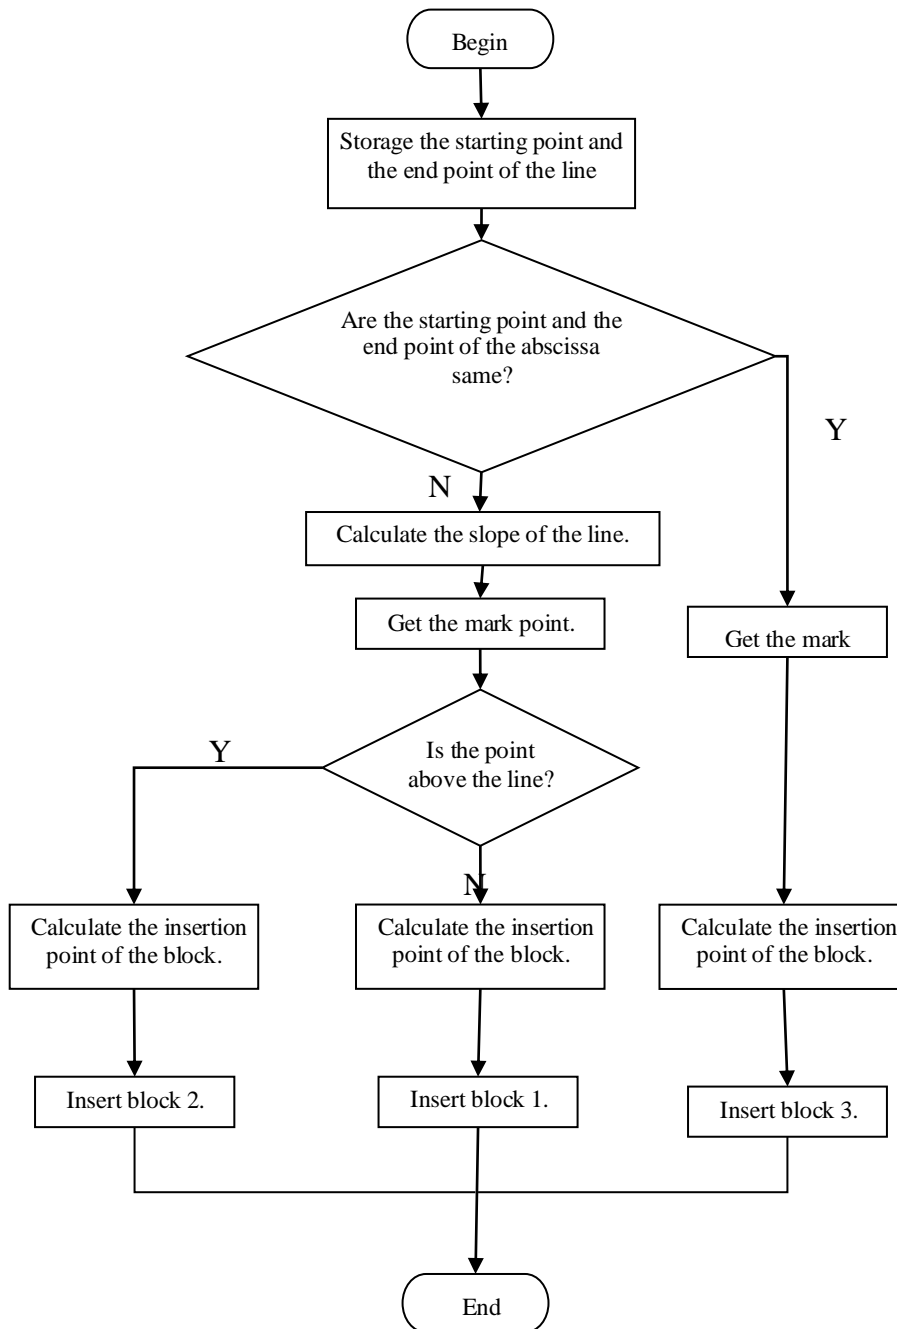 Begin
Storage the starting point and
the end point of the line
Are the starting point and the
end point of the abscissa
same?
Y
N
Calculate the slope of the line.
Get the mark point.
Get the mark
Y
Is the point
above the line?
N
Calculate the insertion
point of the block.
Calculate the insertion
point of the block.
Calculate the insertion
point of the block.
Insert block 2.
Insert block 1.
Insert block 3.
End